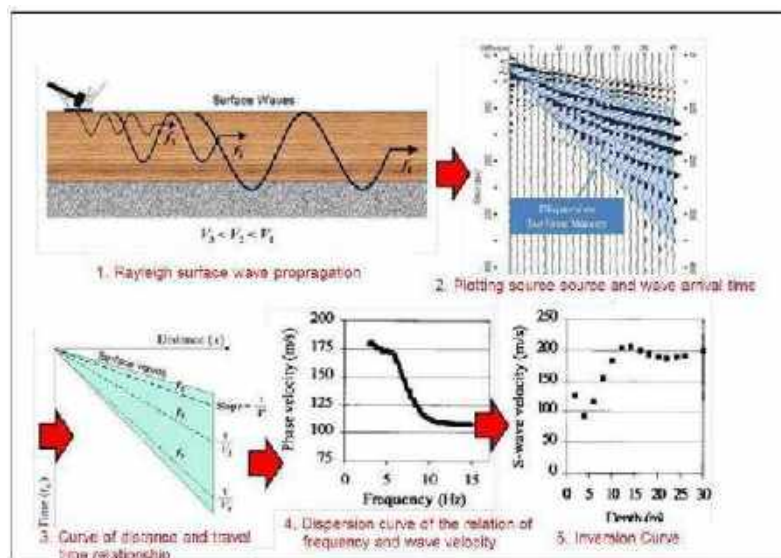 Surface Waves
f₃
f₂
f₁
V₃ < V₂ < V₁
1. Rayleigh surface wave propragation
Dispersive
Surface Waves
2. Plotting source source and wave arrival time
Distance (x)
Surface waves
Slope =
Time
3. Curve of distance and travel
time relationship
Phase velocity (m/s)
200
175
150
125
100
75
0 5 10 15
Frequency (Hz)
4. Dispersion curve of the relation of
frequency and wave velocity
S-wave velocity (m/s)
250
200
150
100
50
0
0 5 10 15 20 25 30
Depth (m)
5. Inversion Curve